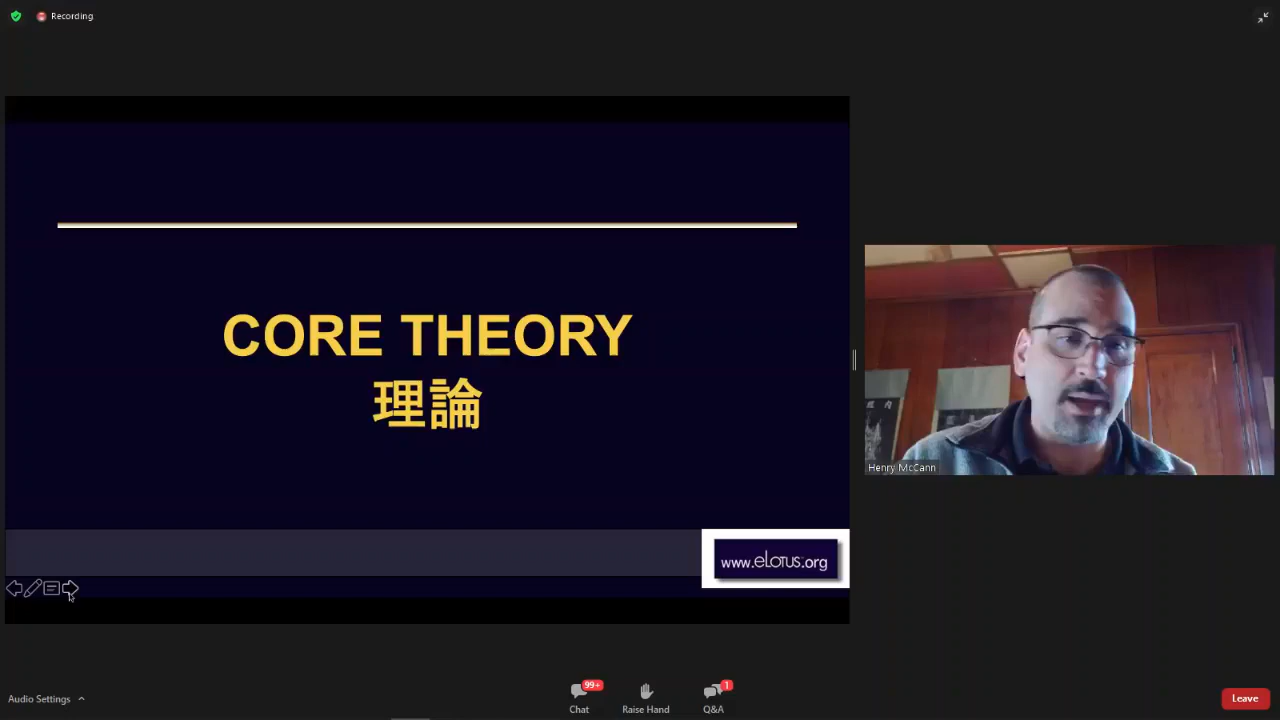 Recording
CORE THEORY
理論
www.eLOTUS.org
Henry McCann
Audio Settings
99+
Chat
Raise Hand
1
Q&A
Leave